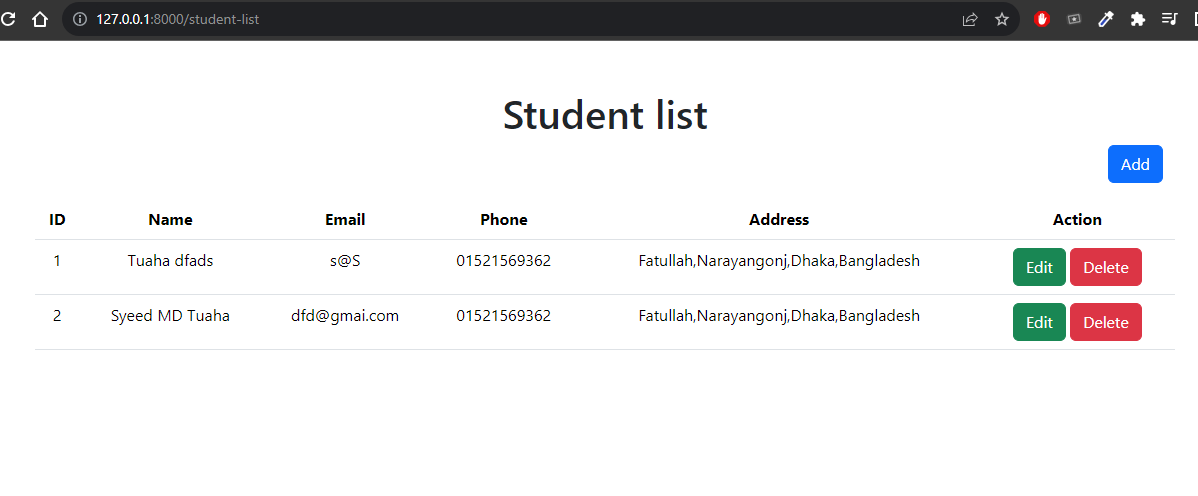 127.0.0.1:8000/student-list
Student list
Add
ID Name Email Phone Address Action
1 Tuaha dfads s@S 01521569362 Fatullah,Narayangonj,Dhaka,Bangladesh Edit Delete
2 Syeed MD Tuaha dfd@gmai.com 01521569362 Fatullah,Narayangonj,Dhaka,Bangladesh Edit Delete